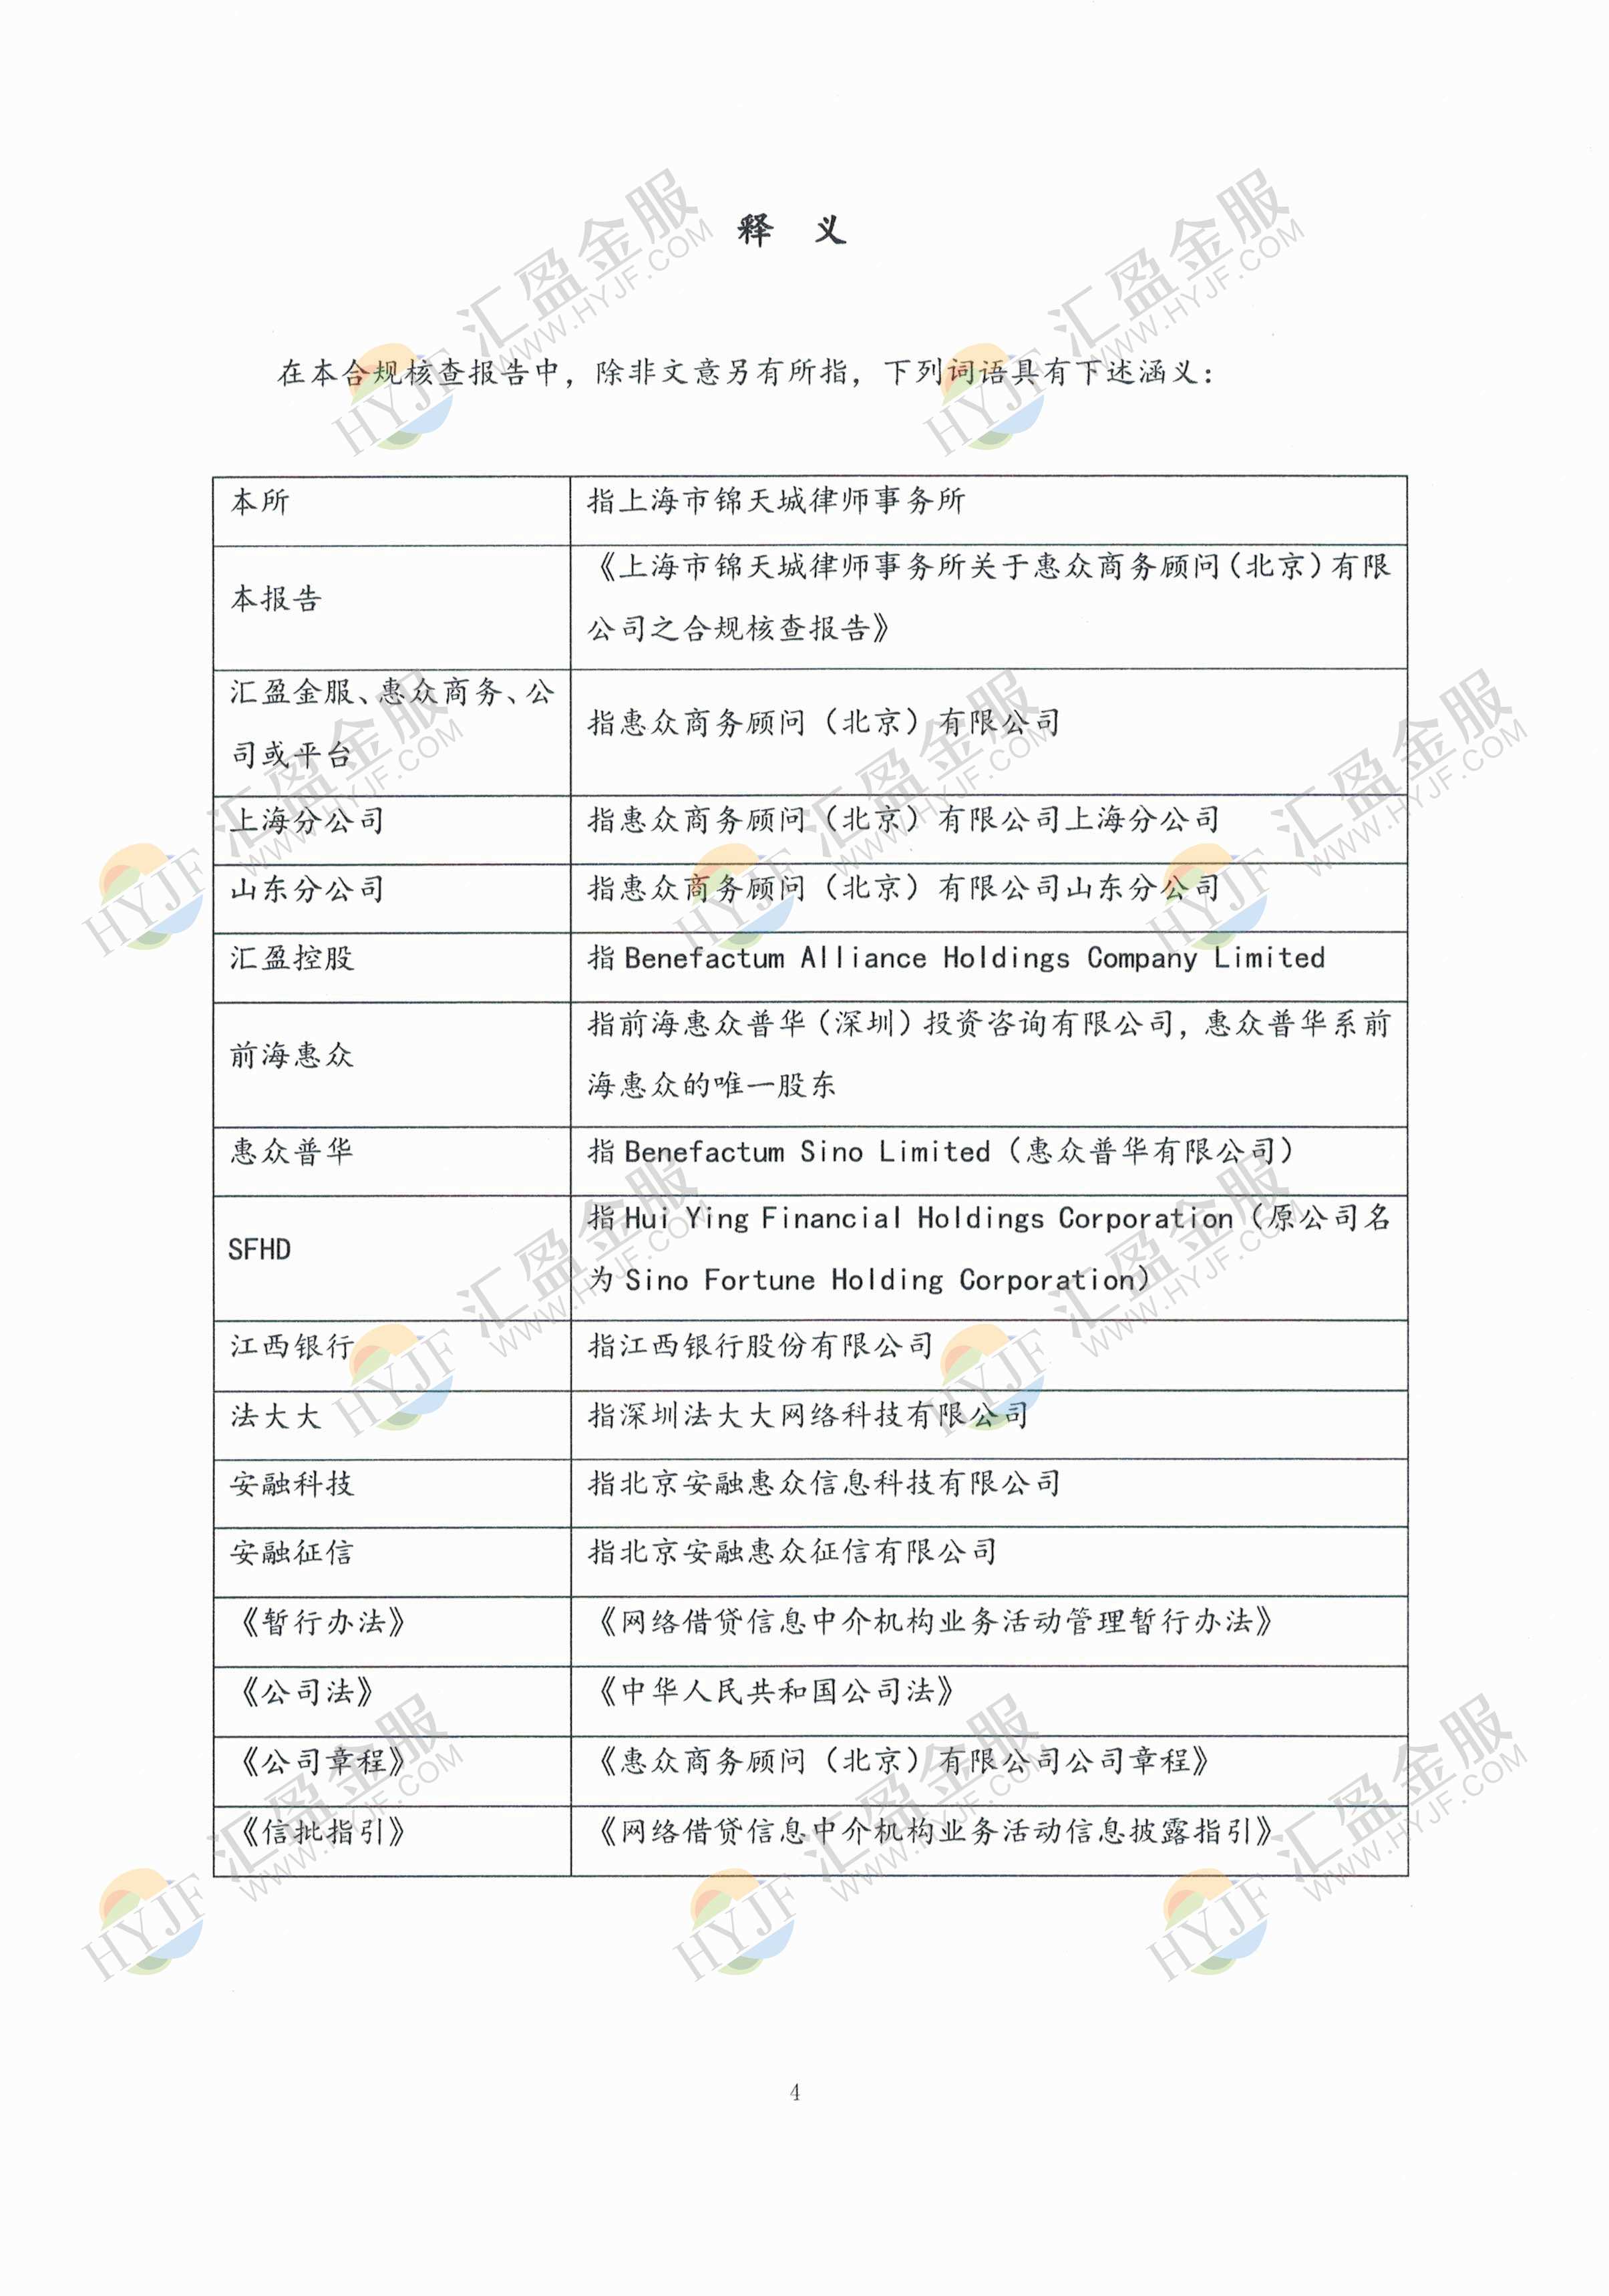 释 义
在本合规核查报告中，除非文意另有所指，下列词语具有下述涵义：
本所
指上海市锦天城律师事务所
本报告
《上海市锦天城律师事务所关于惠众商务顾问（北京）有限
公司之合规核查报告》
汇盈金服、惠众商务、公
司或平台
指惠众商务顾问（北京）有限公司
上海分公司
指惠众商务顾问（北京）有限公司上海分公司
山东分公司
指惠众商务顾问（北京）有限公司山东分公司
汇盈控股
指 Benefactum Alliance Holdings Company Limited
前海惠众
指前海惠众普华（深圳）投资咨询有限公司，惠众普华系前
海惠众的唯一股东
惠众普华
指 Benefactum Sino Limited（惠众普华有限公司）
SFHD
指 Hui Ying Financial Holdings Corporation（原公司名
为 Sino Fortune Holding Corporation）
江西银行
指江西银行股份有限公司
法大大
指深圳法大大网络科技有限公司
安融科技
指北京安融惠众信息科技有限公司
安融征信
指北京安融惠众征信有限公司
《暂行办法》
《网络借贷信息中介机构业务活动管理暂行办法》
《公司法》
《中华人民共和国公司法》
《公司章程》
《惠众商务顾问（北京）有限公司公司章程》
《信批指引》
《网络借贷信息中介机构业务活动信息披露指引》
4
HYJF 汇盈金服
WWW.HYJF.COM